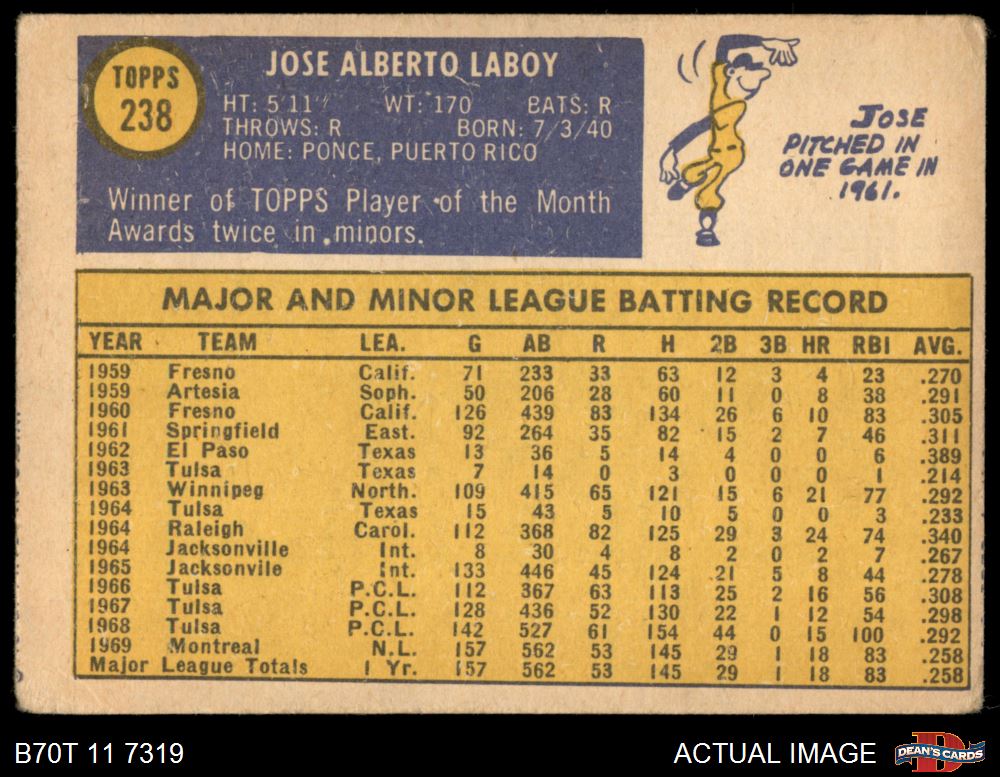 TOPPS
238
JOSE ALBERTO LABOY
HT: 5'11" WT: 170 BATS: R
THROWS: R BORN: 7/3/40
HOME: PONCE, PUERTO RICO
Winner of TOPPS Player of the Month
Awards twice in minors.
JOSE
PITCHED IN
ONE GAME IN
1961.
MAJOR AND MINOR LEAGUE BATTING RECORD
YEAR TEAM LEA. G AB R H 2B 3B HR RBI AVG.
1959 Fresno Calif. 71 233 33 63 12 3 4 23 .270
1959 Artesia Soph. 50 206 28 60 11 0 8 38 .291
1960 Fresno Calif. 126 439 83 134 26 6 10 83 .305
1961 Springfield East. 92 264 35 82 15 2 7 46 .311
1962 El Paso Texas 13 36 5 14 4 0 0 6 .389
1963 Tulsa Texas 7 14 0 3 0 0 0 1 .214
1963 Winnipeg North. 109 415 65 121 15 6 21 77 .292
1964 Tulsa Texas 15 43 5 10 5 0 0 3 .233
1964 Raleigh Carol. 112 368 82 125 29 3 24 74 .340
1964 Jacksonville Int. 8 30 4 8 2 0 2 7 .267
1965 Jacksonvile Int. 133 446 45 124 21 5 8 44 .278
1966 Tulsa P.C.L. 112 367 63 113 25 2 16 56 .308
1967 Tulsa P.C.L. 128 436 52 130 22 1 12 54 .298
1968 Tulsa P.C.L. 142 527 61 154 44 0 15 100 .292
1969 Montreal N.L. 157 562 53 145 29 1 18 83 .258
Major League Totals 1 Yr. 157 562 53 145 29 1 18 83 .258
B70T 11 7319
ACTUAL IMAGE
DEAN'S CARDS